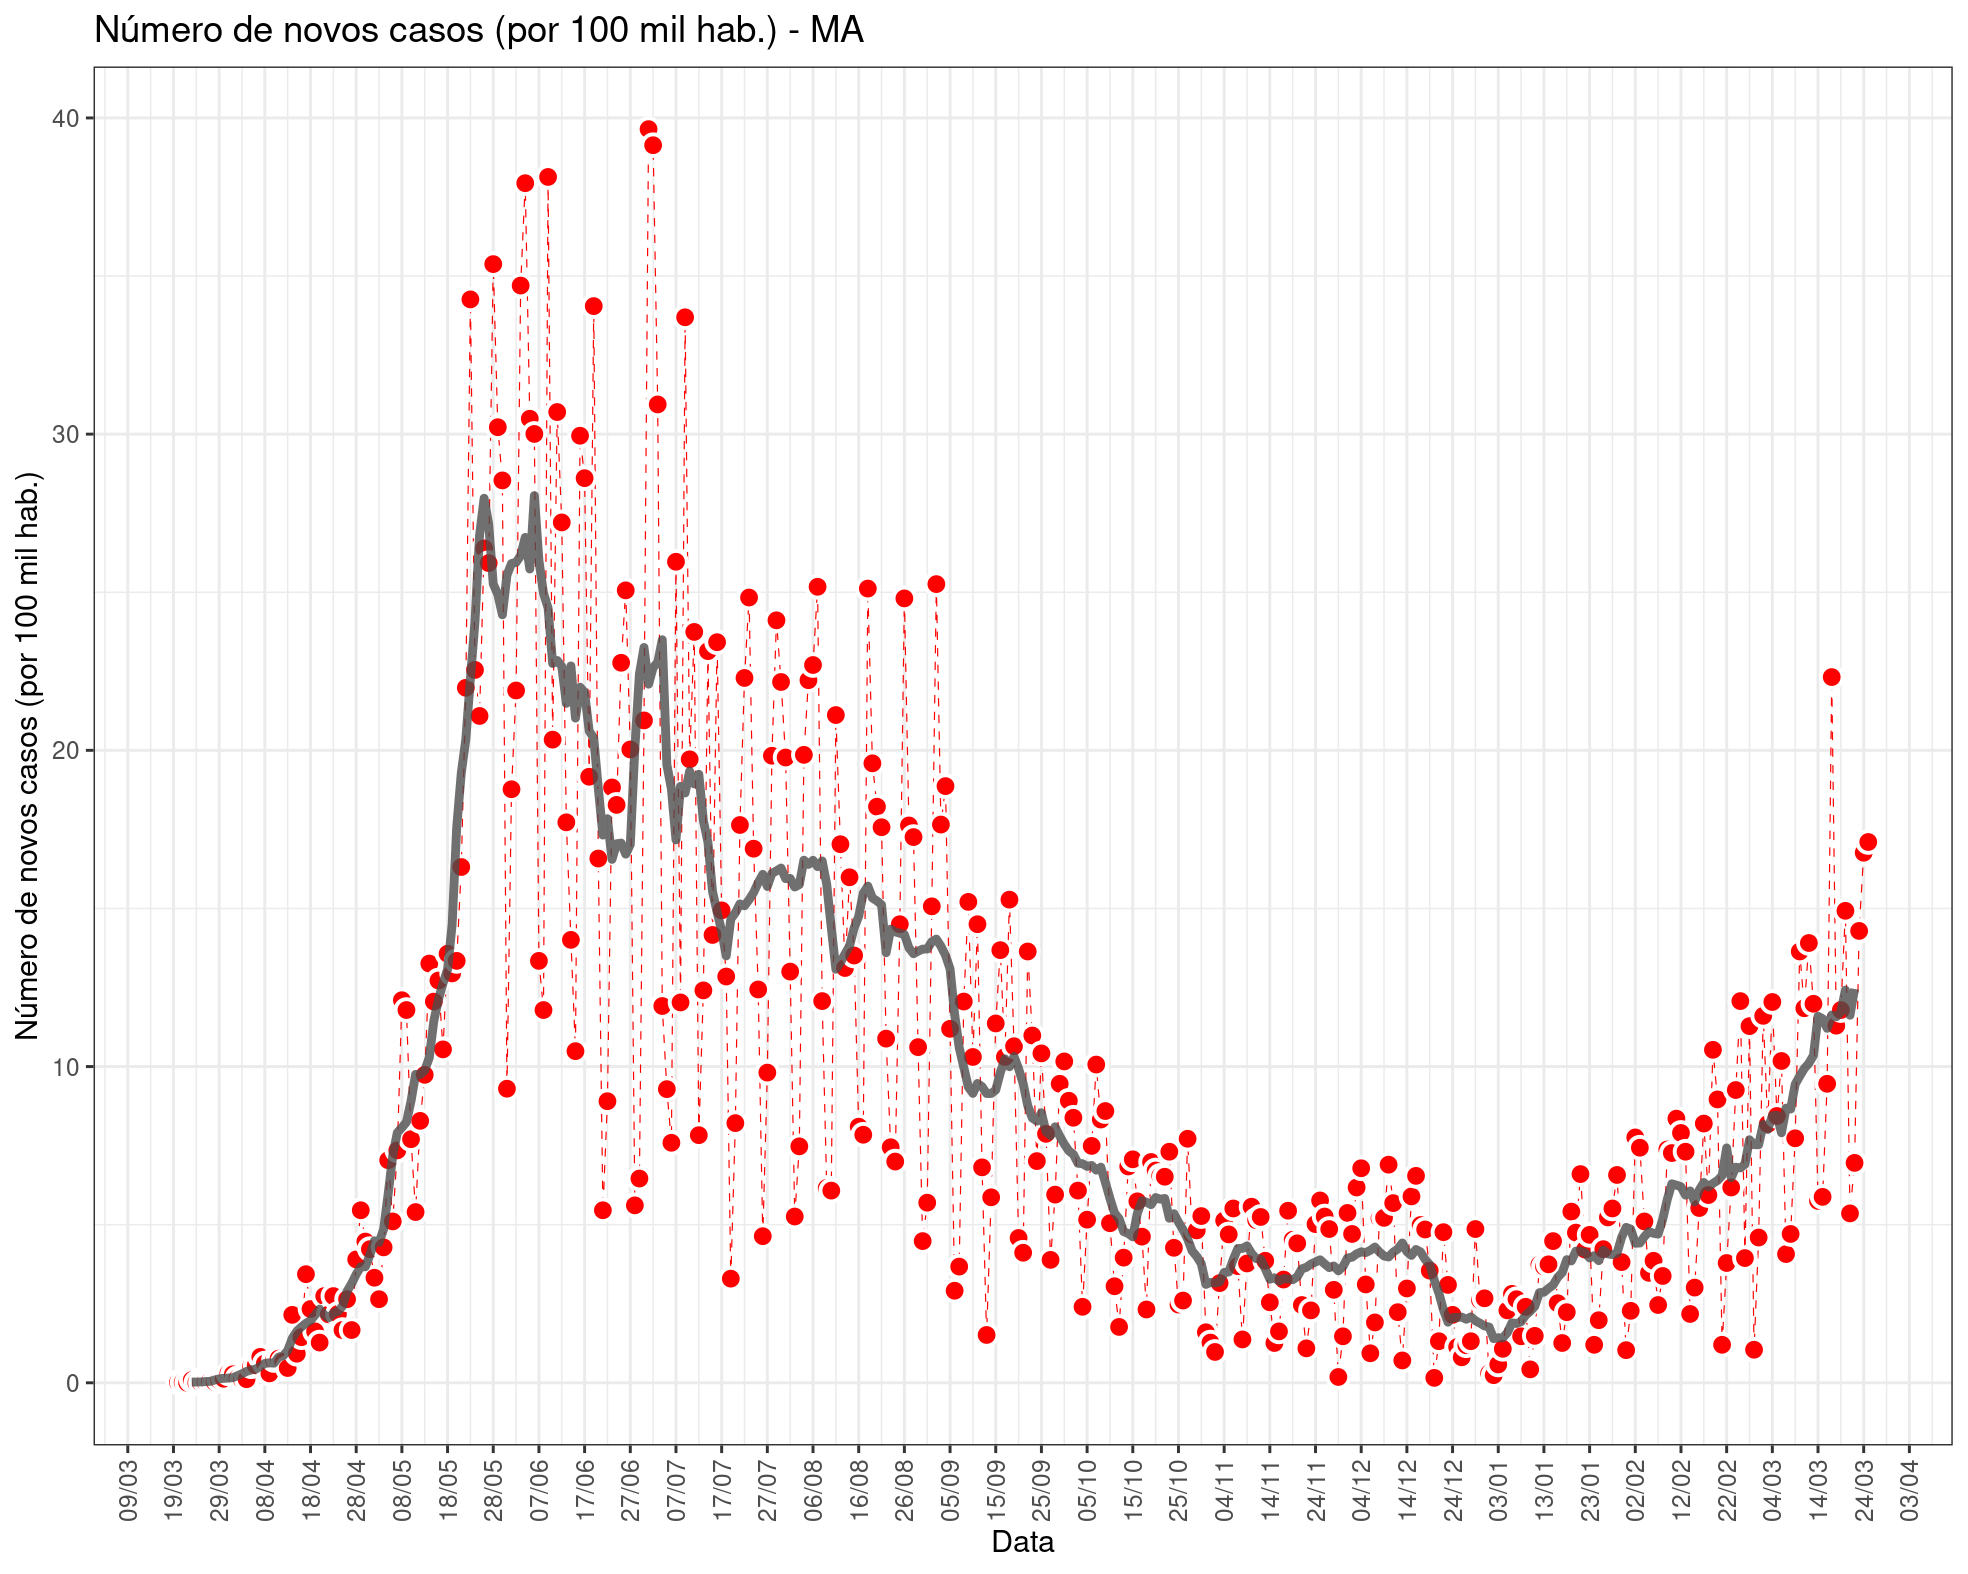 Número de novos casos (por 100 mil hab.) - MA
Número de novos casos (por 100 mil hab.)
40
30
20
10
0
09/03 19/03 29/03 08/04 18/04 28/04 08/05 18/05 28/05 07/06 17/06 27/06 07/07 17/07 27/07 06/08 16/08 26/08 05/09 15/09 25/09 05/10 15/10 25/10 04/11 14/11 24/11 04/12 14/12 24/12 03/01 13/01 23/01 02/02 12/02 22/02 04/03 14/03 24/03 03/04
Data